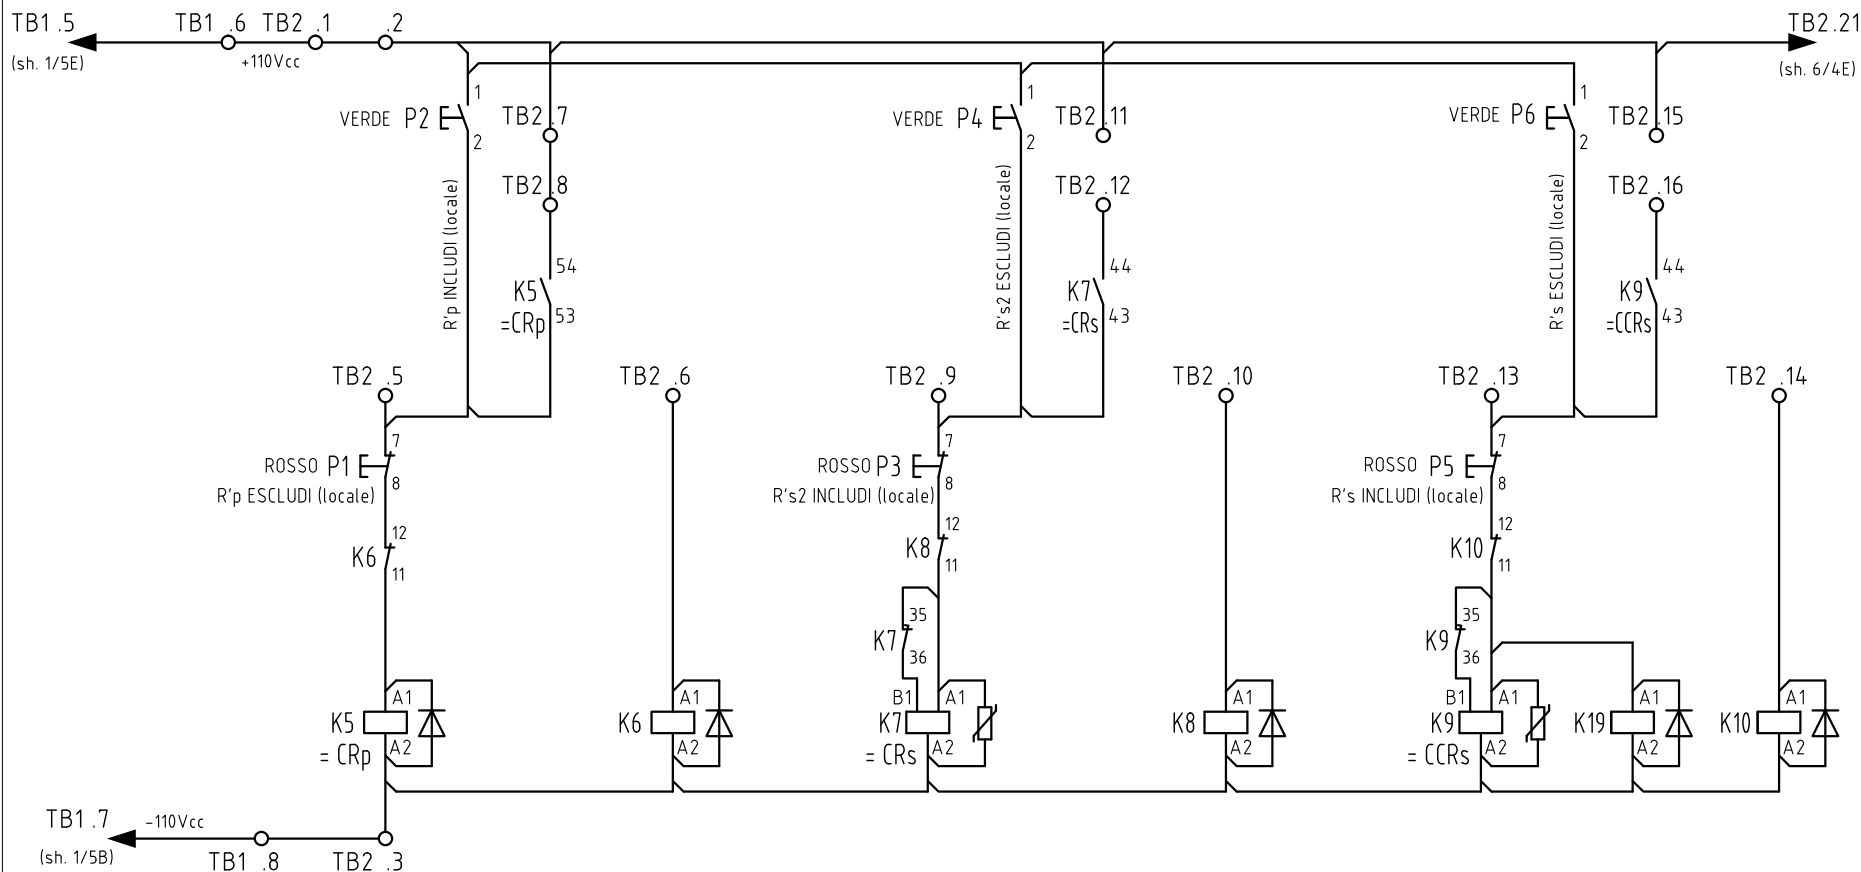 TB1 .5 TB1 .6 TB2 .1 .2 TB2.21
(sh. 1/5E) +110Vcc (sh. 6/4E)
1 1 1
VERDE P2 TB2 .7 VERDE P4 TB2 .11 VERDE P6 TB2 .15
2 2 2
TB2 .8 TB2 .12 TB2 .16
R'p INCLUDI (locale)
R's2 ESCLUDI (locale)
R's ESCLUDI (locale)
54 44 44
K5 K7 K9
=CRp 53 =CRs 43 =CCRs 43
TB2 .5 TB2 .6 TB2 .9 TB2 .10 TB2 .13 TB2 .14
7 7 7
ROSSO P1 ROSSO P3 ROSSO P5
8 8 8
R'p ESCLUDI (locale) R's2 INCLUDI (locale) R's INCLUDI (locale)
12 12 12
K6 K8 K10
11 11 11
35 35
K7 K9
36 36
A1 A1 B1 A1 A1 B1 A1 A1 A1
K5 K6 K7 K8 K9 K19 K10
A2 A2 A2 A2 A2 A2 A2
= CRp = CRs = CCRs
TB1 .7 -110Vcc
(sh. 1/5B) TB1 .8 TB2 .3